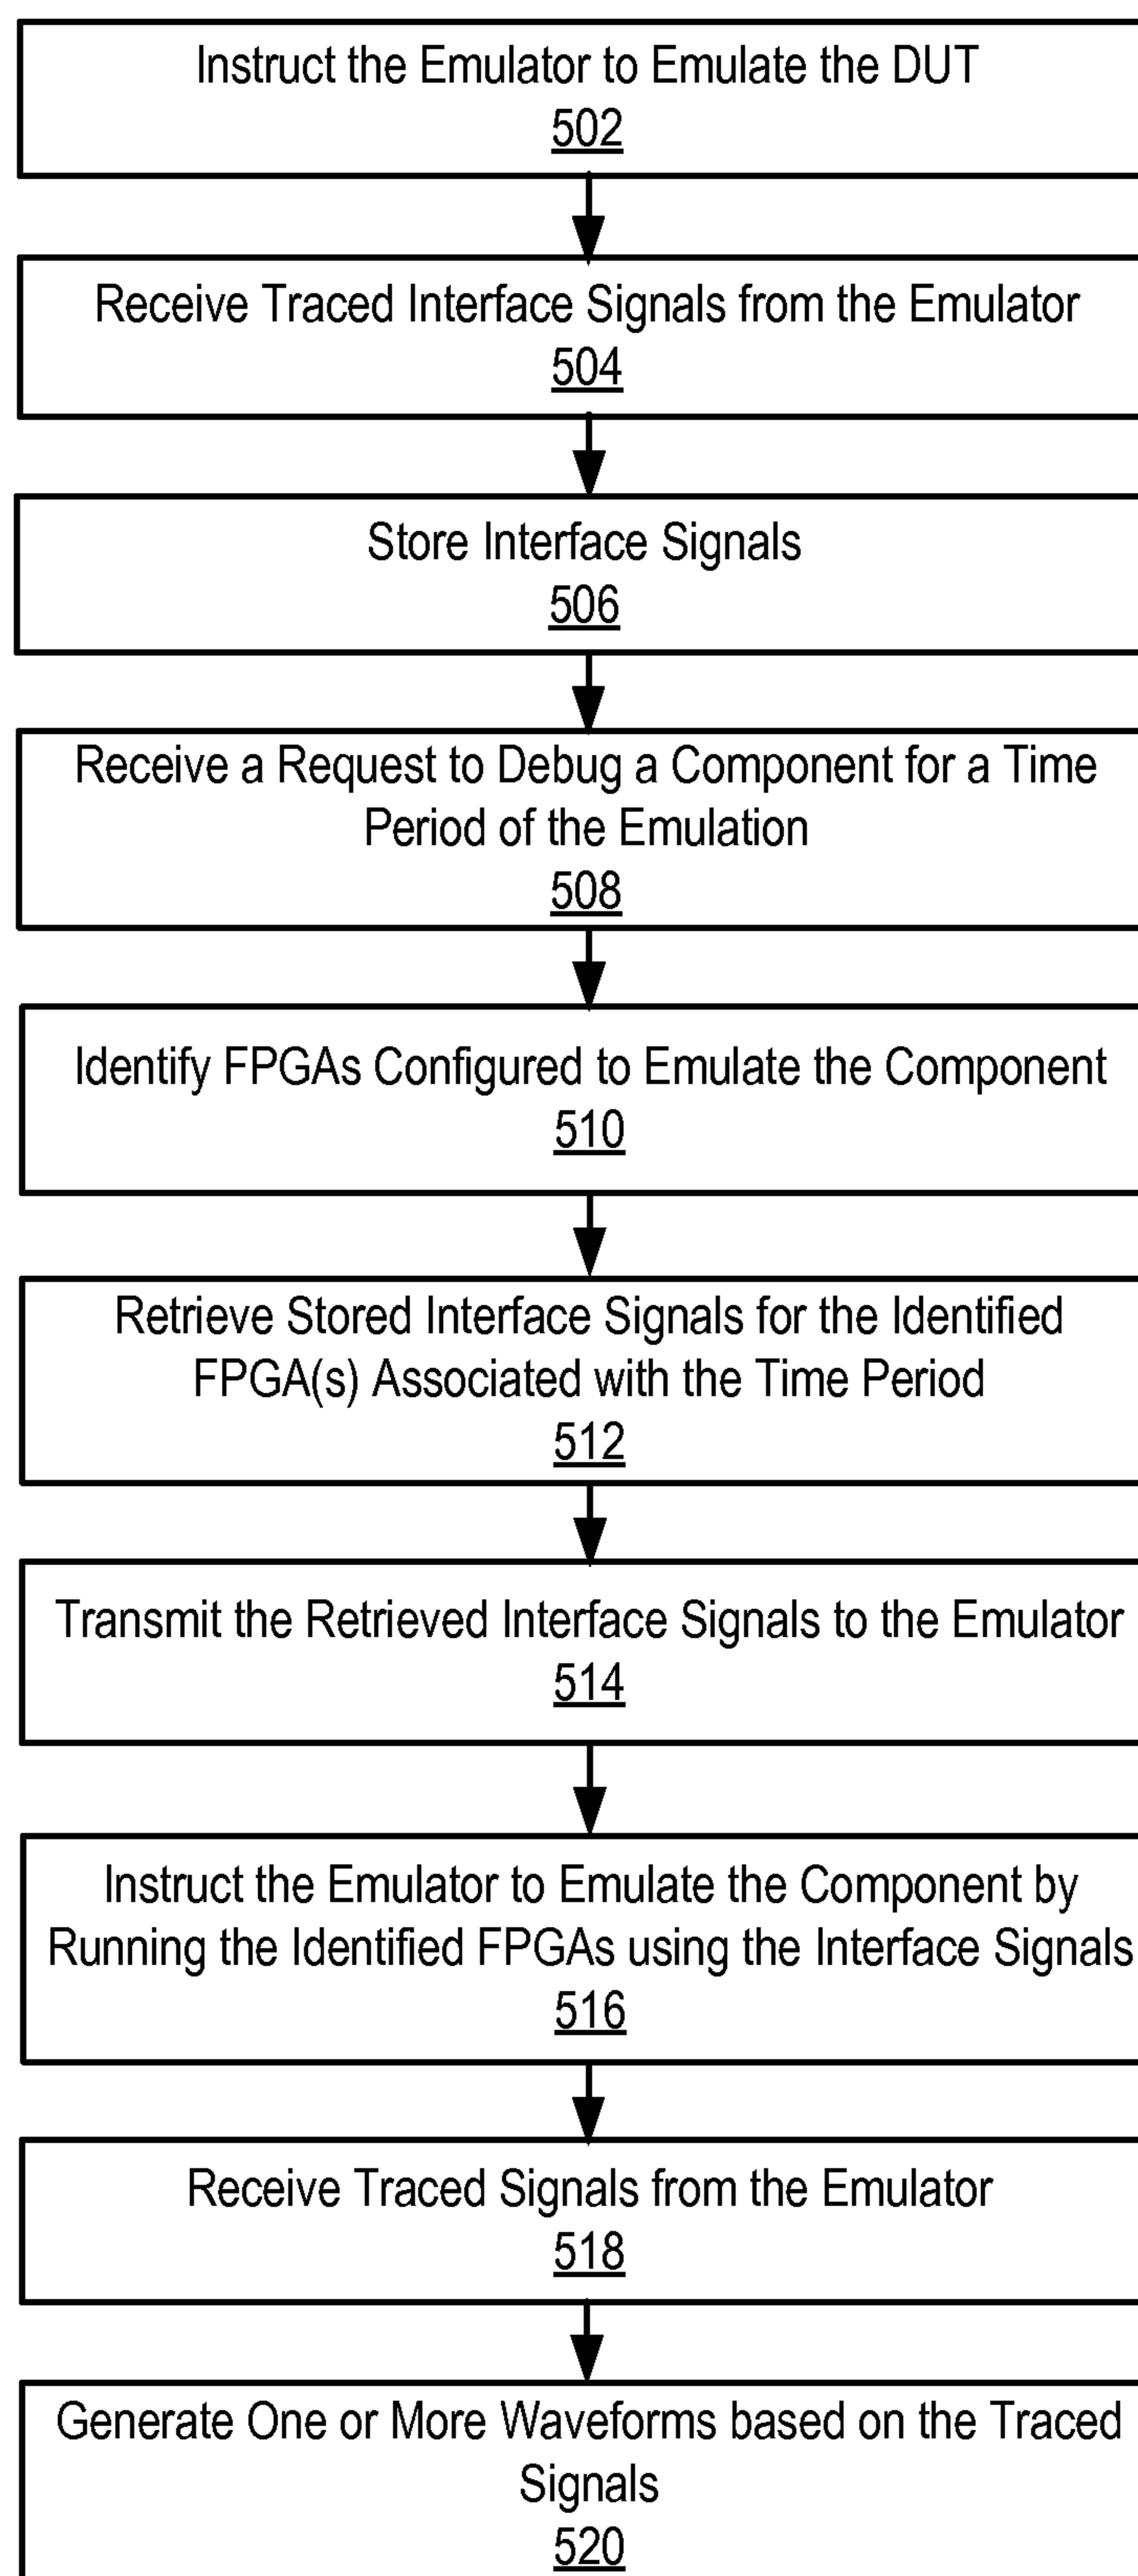 Instruct the Emulator to Emulate the DUT
502
Receive Traced Interface Signals from the Emulator
504
Store Interface Signals
506
Receive a Request to Debug a Component for a Time
Period of the Emulation
508
Identify FPGAs Configured to Emulate the Component
510
Retrieve Stored Interface Signals for the Identified
FPGA(s) Associated with the Time Period
512
Transmit the Retrieved Interface Signals to the Emulator
514
Instruct the Emulator to Emulate the Component by
Running the Identified FPGAs using the Interface Signals
516
Receive Traced Signals from the Emulator
518
Generate One or More Waveforms based on the Traced
Signals
520